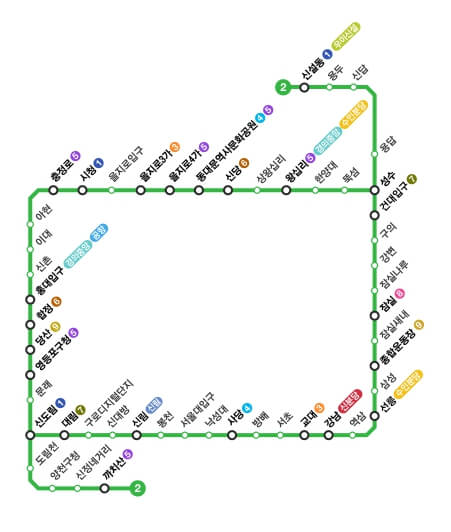 신설동 1 우이신설
용두
신답
2
용답
충정로 5
시청 1
을지로입구
을지로3가 3
을지로4가 5
동대문역사문화공원 4 5
신당 6
상왕십리
왕십리 5 경의중앙 수인분당
한양대
뚝섬
성수
건대입구 7
구의
강변
잠실나루
잠실 8
잠실새내
종합운동장 9
삼성
선릉 수인분당
아현
이대
신촌
홍대입구 경의중앙 공항
합정 6
당산 9
영등포구청 5
문래
신도림 1
대림 7
구로디지털단지
신대방
신림 신림
봉천
서울대입구
낙성대
사당 4
방배
서초
교대 3
강남 신분당
역삼
도림천
양천구청
신정네거리
까치산 5
2